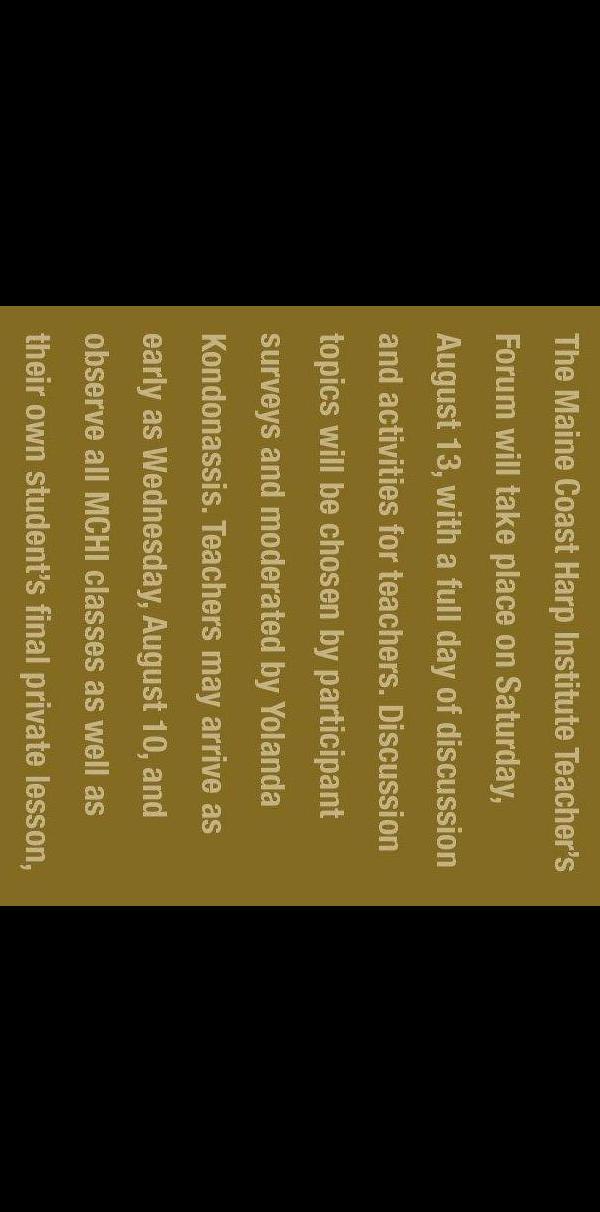 The Maine Coast Harp Institute Teacher's
Forum will take place on Saturday,
August 13, with a full day of discussion
and activities for teachers. Discussion
topics will be chosen by participant
surveys and moderated by Yolanda
Kondonassis. Teachers may arrive as
early as Wednesday, August 10, and
observe all MCHI classes as well as
their own student's final private lesson,